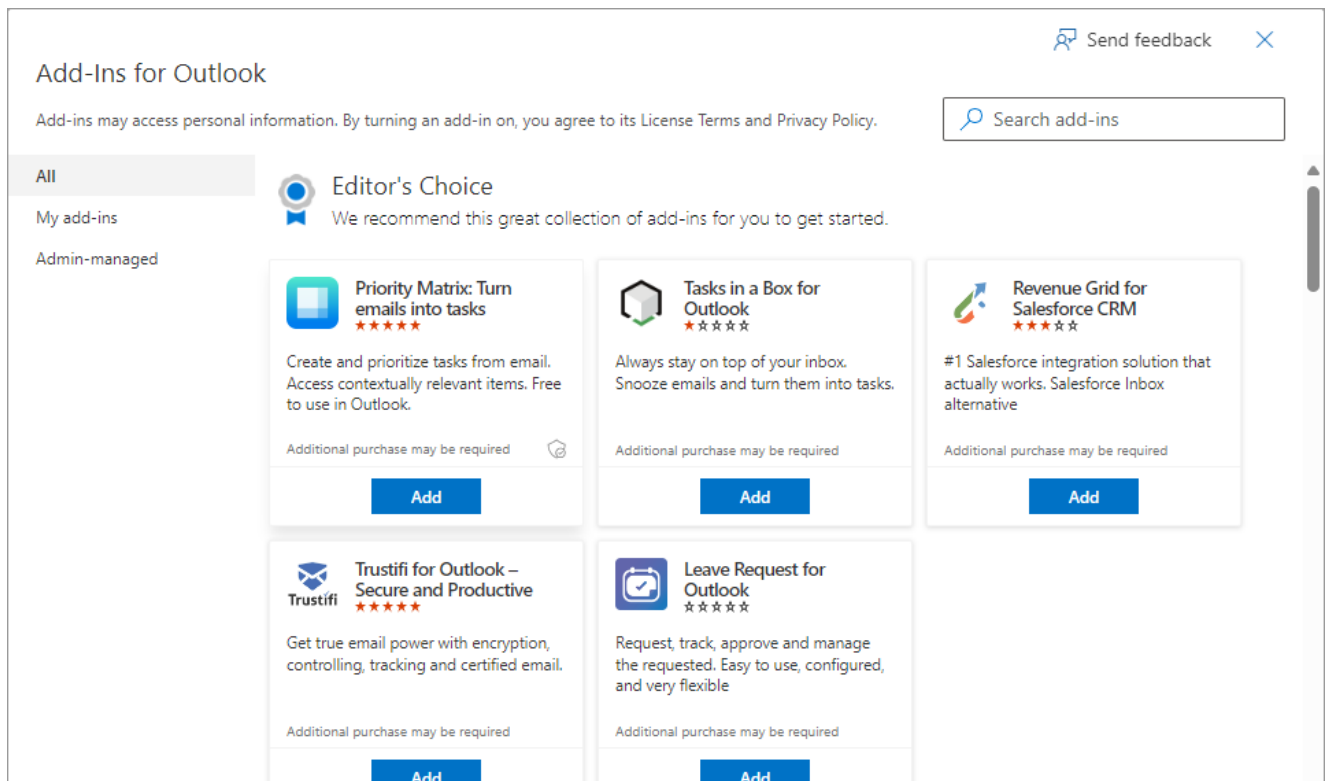 Send feedback
Add-Ins for Outlook
Add-ins may access personal information. By turning an add-in on, you agree to its License Terms and Privacy Policy.
Search add-ins
All
My add-ins
Admin-managed
Editor's Choice
We recommend this great collection of add-ins for you to get started.
Priority Matrix: Turn
emails into tasks
Create and prioritize tasks from email.
Access contextually relevant items. Free
to use in Outlook.
Additional purchase may be required
Add
Tasks in a Box for
Outlook
Always stay on top of your inbox.
Snooze emails and turn them into tasks.
Additional purchase may be required
Add
Revenue Grid for
Salesforce CRM
#1 Salesforce integration solution that
actually works. Salesforce Inbox
alternative
Additional purchase may be required
Add
Trustifi
Trustifi for Outlook –
Secure and Productive
Get true email power with encryption,
controlling, tracking and certified email.
Additional purchase may be required
Add
Leave Request for
Outlook
Request, track, approve and manage
the requested. Easy to use, configured,
and very flexible
Additional purchase may be required
Add